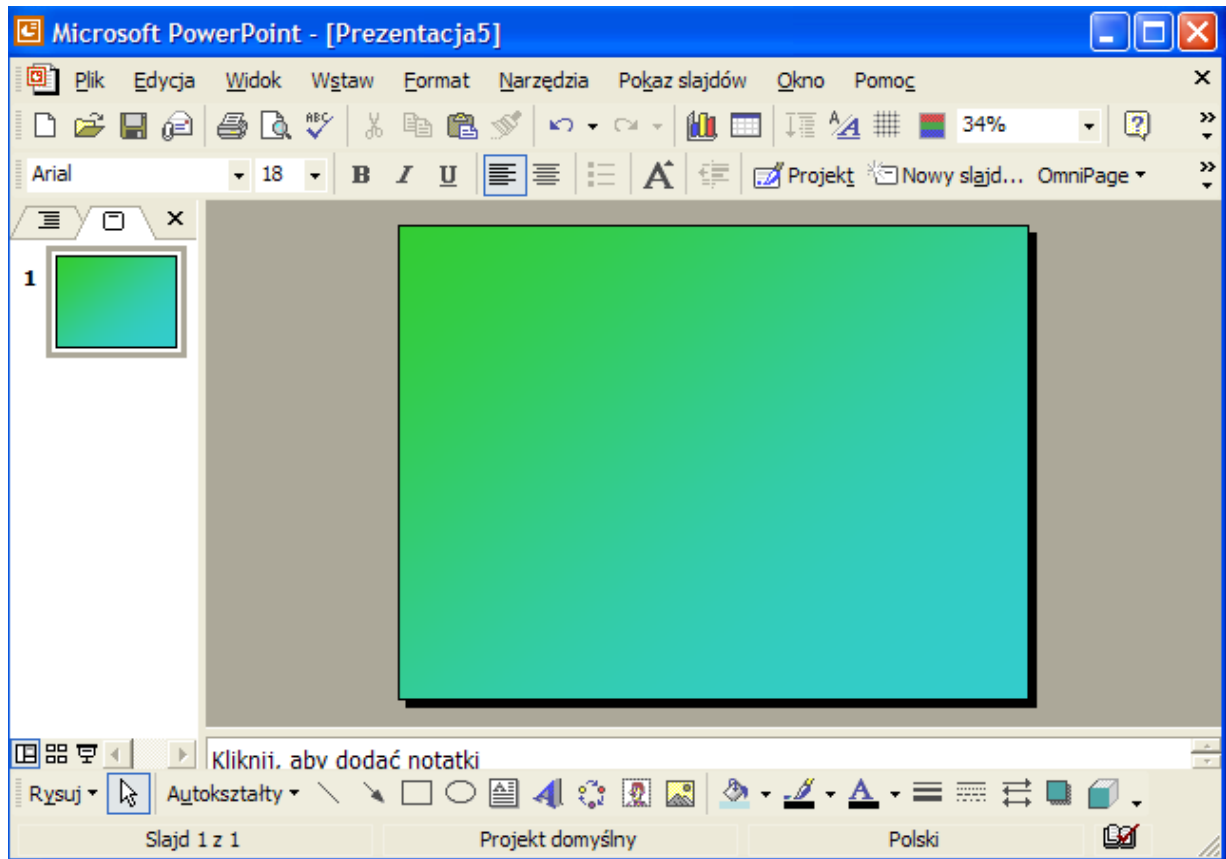 Microsoft PowerPoint - [Prezentacja5]
Plik Edycja Widok Wstaw Format Narzędzia Pokaz slajdów Okno Pomoc
ABC 34%
Arial 18 B I U A Projekt Nowy slajd... OmniPage
1
Kliknij, aby dodać notatki
Rysuj Autokształty A
Slajd 1 z 1 Projekt domyślny Polski